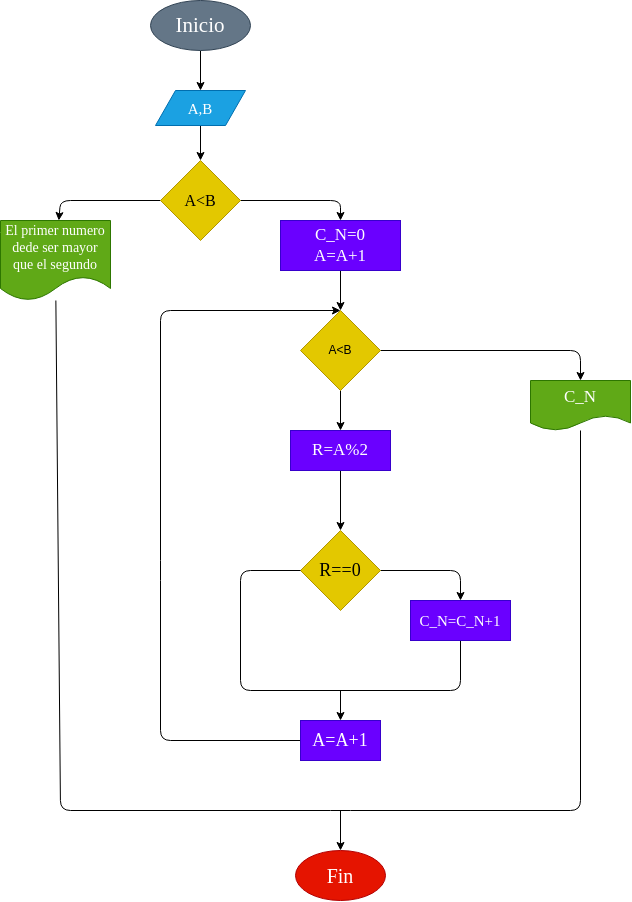 Inicio
A,B
A<B
El primer numero
dede ser mayor
que el segundo
C_N=0
A=A+1
A<B
C_N
R=A%2
R==0
C_N=C_N+1
A=A+1
Fin